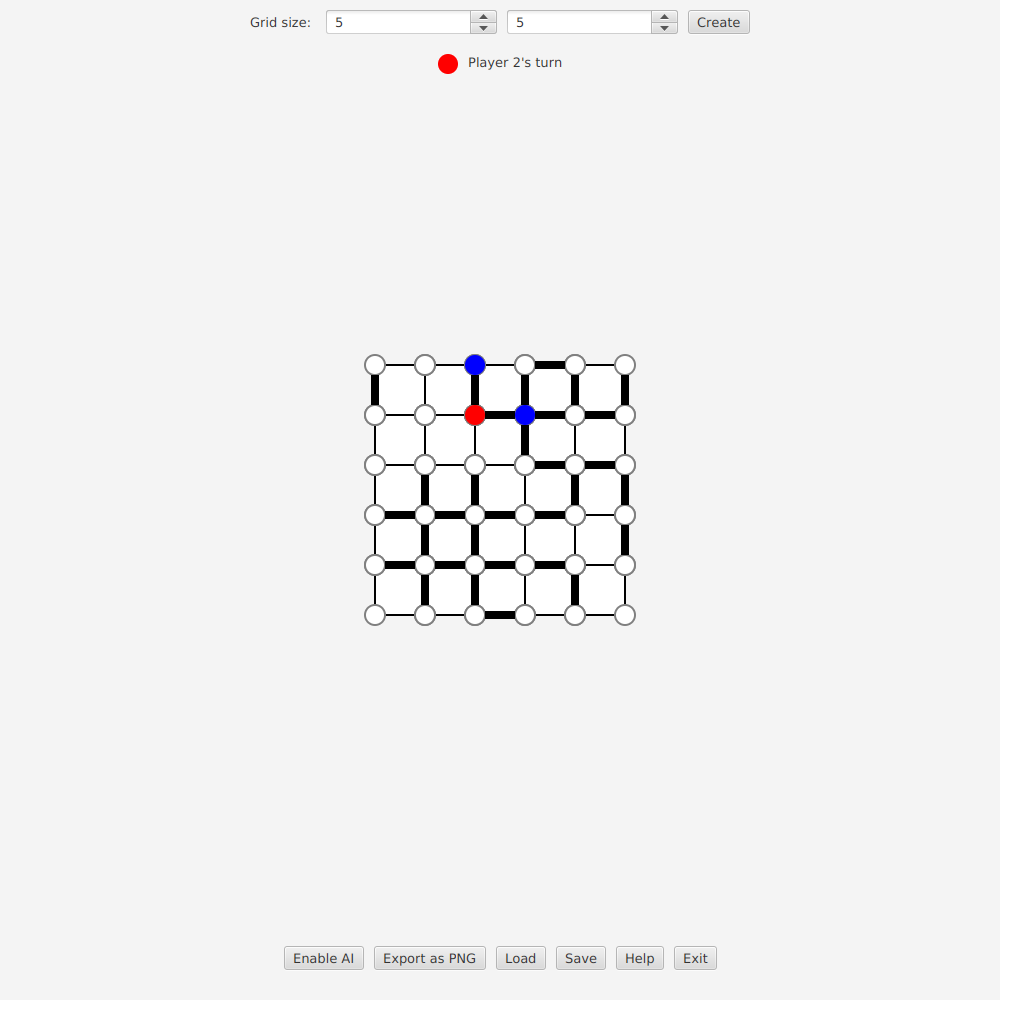 Grid size: 5 5 Create
Player 2's turn
Enable AI Export as PNG Load Save Help Exit